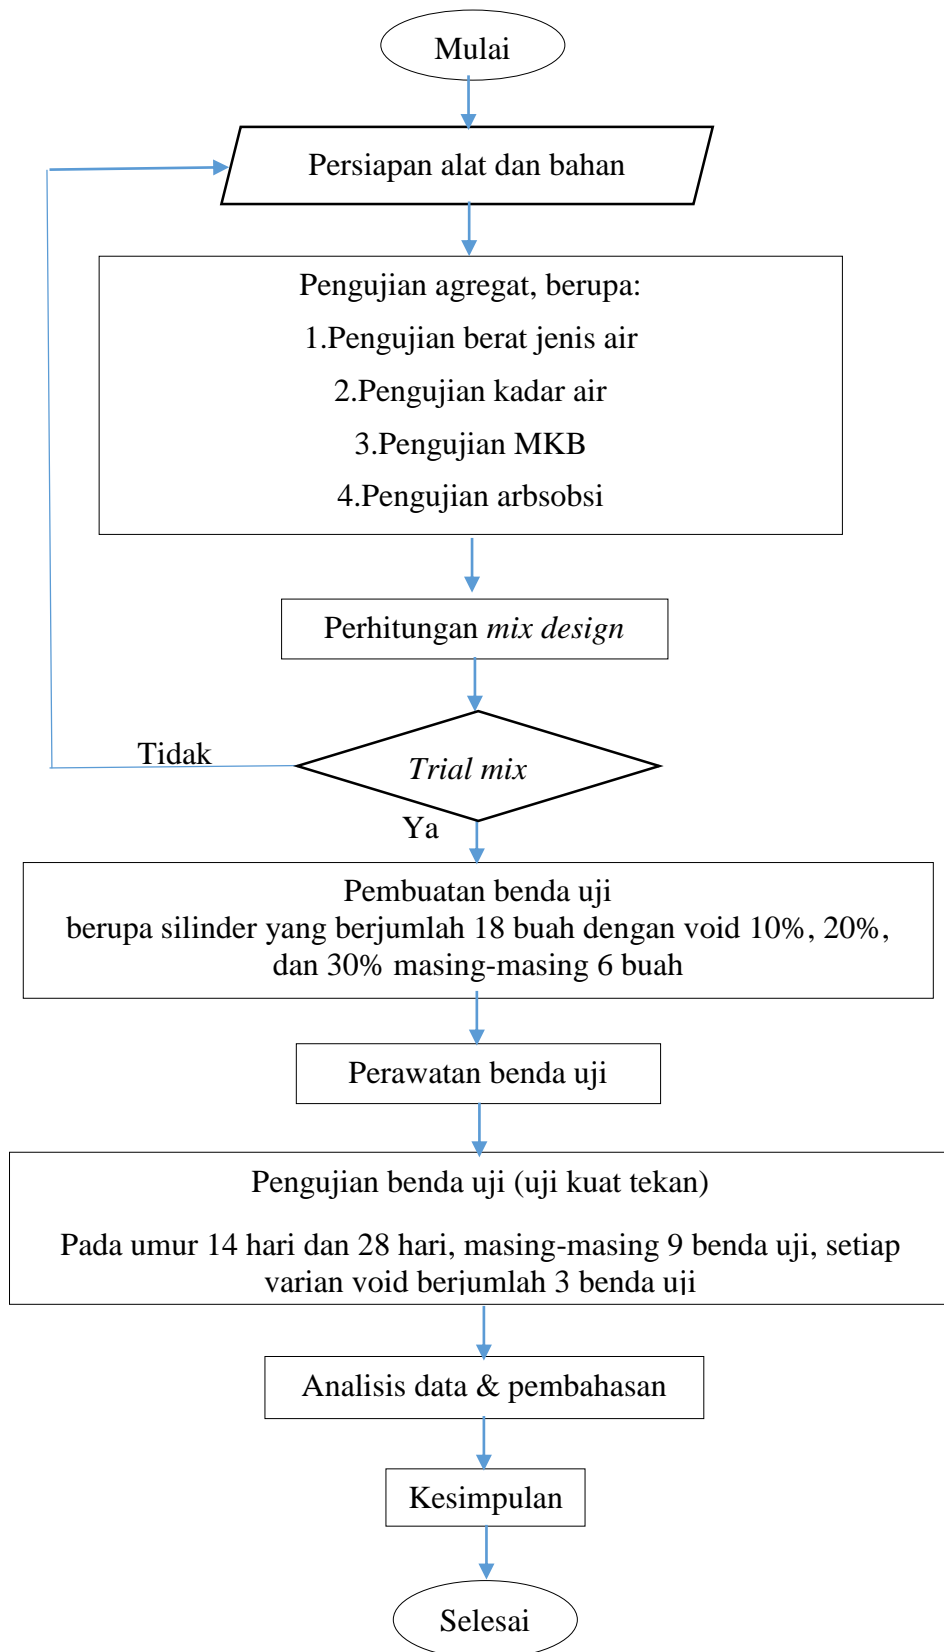 Mulai
Persiapan alat dan bahan
Pengujian agregat, berupa:
1.Pengujian berat jenis air
2.Pengujian kadar air
3.Pengujian MKB
4.Pengujian arbsobsi
Perhitungan mix design
Tidak
Trial mix
Ya
Pembuatan benda uji
berupa silinder yang berjumlah 18 buah dengan void 10%, 20%,
dan 30% masing-masing 6 buah
Perawatan benda uji
Pengujian benda uji (uji kuat tekan)
Pada umur 14 hari dan 28 hari, masing-masing 9 benda uji, setiap
varian void berjumlah 3 benda uji
Analisis data & pembahasan
Kesimpulan
Selesai